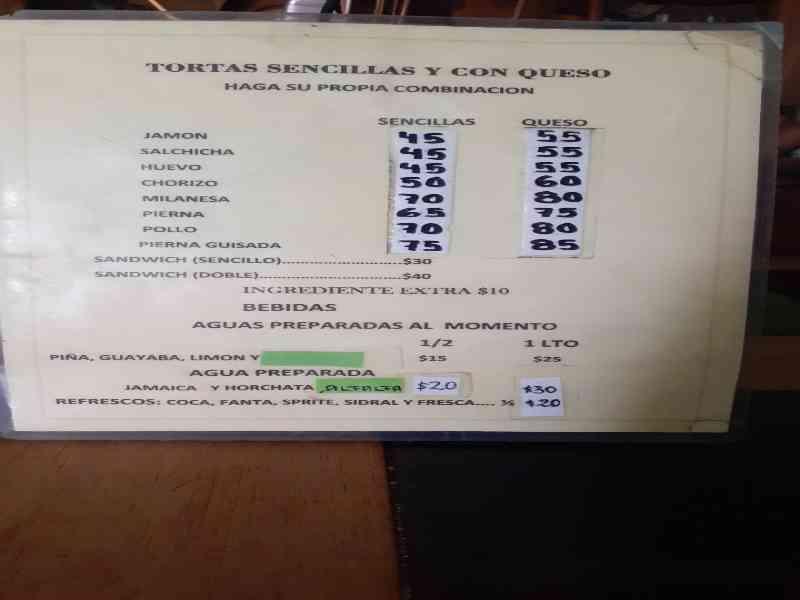 TORTAS SENCILLAS Y CON QUESO
HAGA SU PROPIA COMBINACION
SENCILLAS QUESO
JAMON 45 55
SALCHICHA 45 55
HUEVO 45 55
CHORIZO 50 60
MILANESA 70 80
PIERNA 65 75
POLLO 70 80
PIERNA GUISADA 75 85
SANDWICH (SENCILLO)..................................$30
SANDWICH (DOBLE).......................................$40
INGREDIENTE EXTRA $10
BEBIDAS
AGUAS PREPARADAS AL MOMENTO
1/2 1 LTO
PIÑA, GUAYABA, LIMON Y $15 $25
AGUA PREPARADA
JAMAICA Y HORCHATA, ALFALFA $20 $30
REFRESCOS: COCA, FANTA, SPRITE, SIDRAL Y FRESCA.... ½ $20